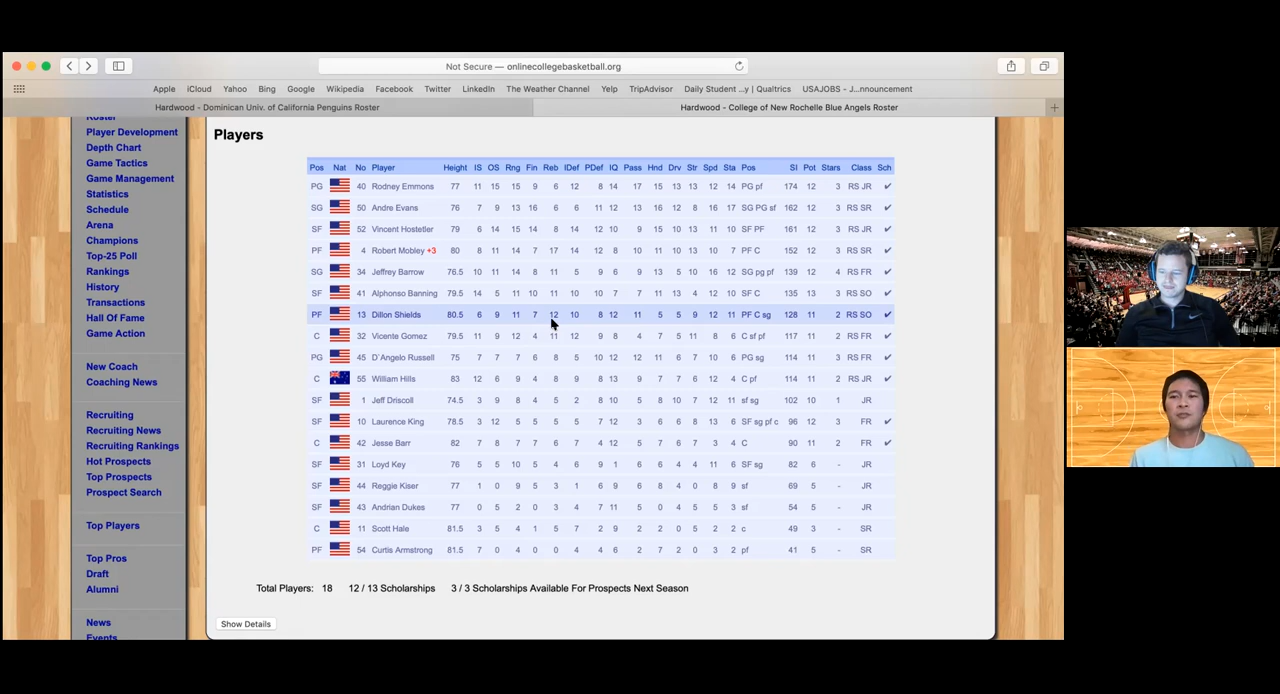 Not Secure — onlinecollegebasketball.org
Apple iCloud Yahoo Bing Google Wikipedia Facebook Twitter LinkedIn The Weather Channel Yelp TripAdvisor Daily Student ...y | Qualtrics USAJOBS - J...nnouncement
Hardwood - Dominican Univ. of California Penguins Roster
Hardwood - College of New Rochelle Blue Angels Roster
Roster
Player Development
Depth Chart
Game Tactics
Game Management
Statistics
Schedule
Arena
Champions
Top-25 Poll
Rankings
History
Transactions
Hall Of Fame
Game Action
New Coach
Coaching News
Recruiting
Recruiting News
Recruiting Rankings
Hot Prospects
Top Prospects
Prospect Search
Top Players
Top Pros
Draft
Alumni
News
Events
Players
Pos Nat No Player Height IS OS Rng Fin Reb IDef PDef IQ Pass Hnd Drv Str Spd Sta Pos SI Pot Stars Class Sch
PG 40 Rodney Emmons 77 11 15 15 9 6 12 8 14 17 15 13 13 12 14 PG pf 174 12 3 RS JR ✔
SG 50 Andre Evans 76 7 9 13 16 6 6 11 12 13 16 12 8 16 17 SG PG sf 162 12 3 RS SR ✔
SF 52 Vincent Hostetler 79 6 14 15 14 8 14 12 10 9 15 10 13 11 10 SF PF 161 12 3 RS JR ✔
PF 4 Robert Mobley +3 80 8 11 14 7 17 14 12 8 10 11 10 13 10 7 PF C 152 12 3 RS SR ✔
SG 34 Jeffrey Barrow 76.5 10 11 14 8 11 5 9 6 9 13 5 10 16 12 SG pg pf 139 12 4 RS FR ✔
SF 41 Alphonso Banning 79.5 14 5 11 10 11 10 10 7 7 11 13 4 12 10 SF C 135 13 3 RS SO ✔
PF 13 Dillon Shields 80.5 6 9 11 7 12 10 8 12 11 5 5 9 12 11 PF C sg 128 11 2 RS SO ✔
C 32 Vicente Gomez 79.5 11 9 12 4 11 12 9 8 4 7 5 11 8 6 C sf pf 117 11 2 RS FR ✔
PG 45 D`Angelo Russell 75 7 7 7 6 8 5 10 12 12 11 6 7 10 6 PG sg 114 11 3 RS FR ✔
C 55 William Hills 83 12 6 9 4 8 9 8 13 9 7 7 6 12 4 C pf 114 11 2 RS JR ✔
SF 1 Jeff Driscoll 74.5 5 9 8 4 5 2 8 10 5 8 10 7 12 11 sf sg 102 10 1 JR
SF 10 Laurence King 78.5 7 12 5 5 5 5 7 12 3 6 6 8 13 9 SF sg pf c 96 12 3 FR ✔
C 42 Jesse Barr 82 7 8 7 7 6 7 4 12 5 7 6 7 3 4 C 90 11 2 FR ✔
SF 31 Loyd Key 76 5 5 10 5 4 6 9 1 6 6 4 4 11 6 SF sg 82 6 - JR
SF 44 Reggie Kiser 77 1 0 9 5 3 1 6 9 6 8 4 0 8 9 sf 69 5 - JR
SF 43 Andrian Dukes 77 0 5 2 0 3 4 7 11 5 0 4 5 5 3 sf 54 5 - JR
C 11 Scott Hale 81.5 3 5 4 1 5 7 2 9 2 2 0 5 2 2 c 49 3 - SR
PF 54 Curtis Armstrong 81.5 7 0 4 0 0 4 4 6 2 7 2 0 3 2 pf 41 5 - SR
Total Players: 18 12 / 13 Scholarships 3 / 3 Scholarships Available For Prospects Next Season
Show Details